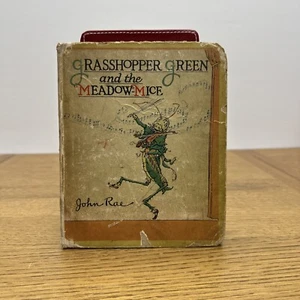 GRASSHOPPER GREEN
and the
MEADOW-MICE
John Rae